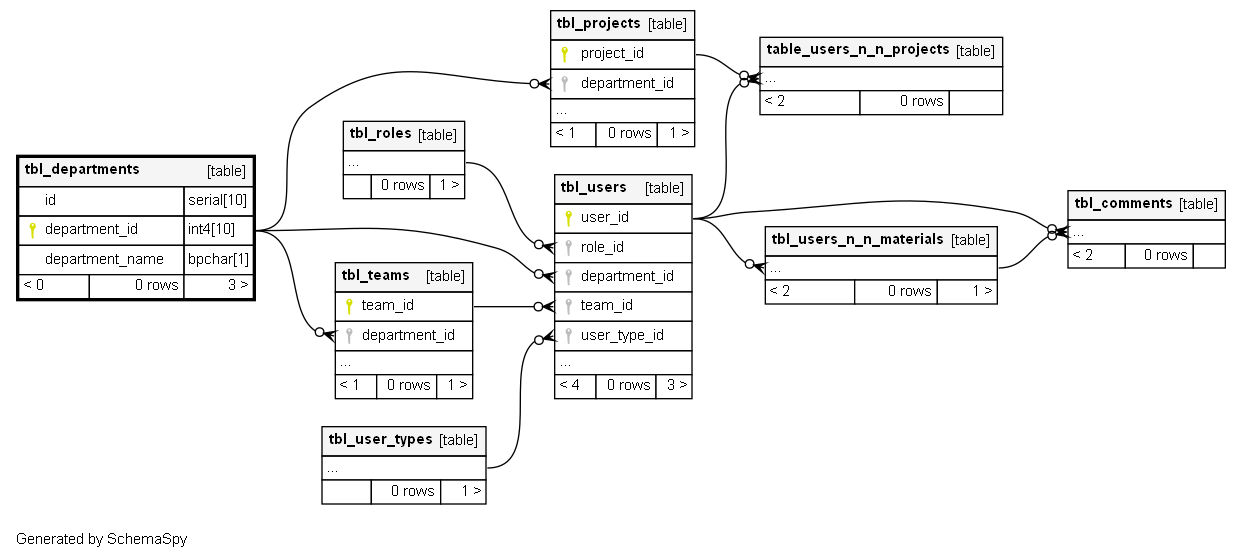 tbl_departments [table]
id serial[10]
department_id int4[10]
department_name bpchar[1]
< 0 0 rows 3 >
tbl_roles [table]
...
0 rows 1 >
tbl_teams [table]
team_id
department_id
...
< 1 0 rows 1 >
tbl_user_types [table]
...
0 rows 1 >
tbl_projects [table]
project_id
department_id
...
< 1 0 rows 1 >
tbl_users [table]
user_id
role_id
department_id
team_id
user_type_id
...
< 4 0 rows 3 >
table_users_n_n_projects [table]
...
< 2 0 rows
tbl_users_n_n_materials [table]
...
< 2 0 rows 1 >
tbl_comments [table]
...
< 2 0 rows
Generated by SchemaSpy